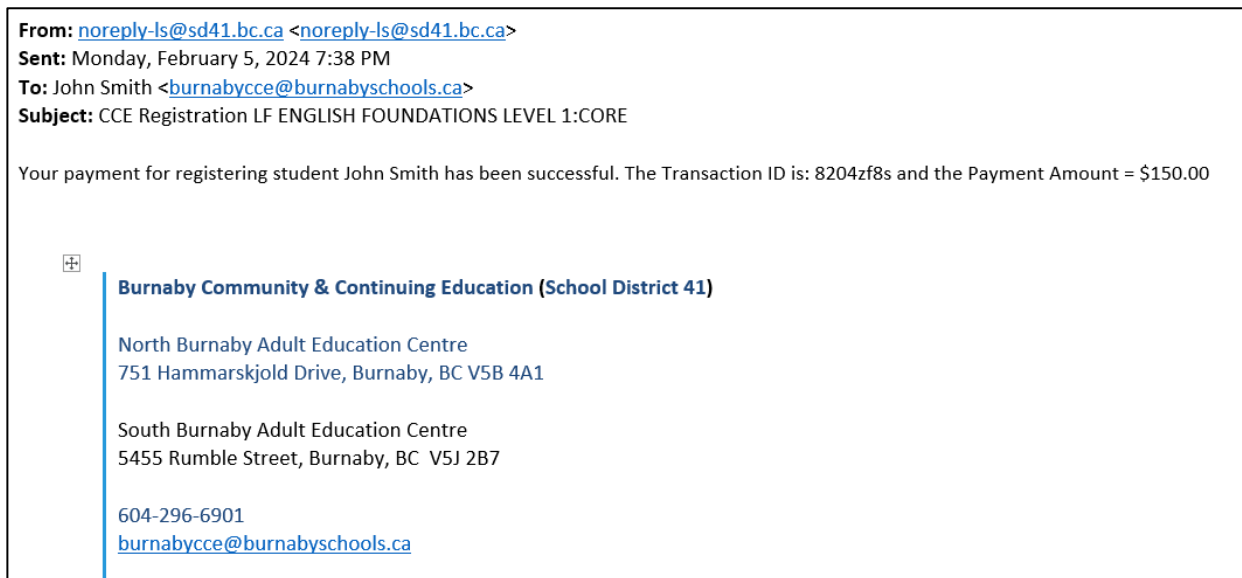 From: noreply-ls@sd41.bc.ca <noreply-ls@sd41.bc.ca>
Sent: Monday, February 5, 2024 7:38 PM
To: John Smith <burnabycce@burnabyschools.ca>
Subject: CCE Registration LF ENGLISH FOUNDATIONS LEVEL 1:CORE
Your payment for registering student John Smith has been successful. The Transaction ID is: 8204zf8s and the Payment Amount = $150.00
Burnaby Community & Continuing Education (School District 41)
North Burnaby Adult Education Centre
751 Hammarskjold Drive, Burnaby, BC V5B 4A1
South Burnaby Adult Education Centre
5455 Rumble Street, Burnaby, BC  V5J 2B7
604-296-6901
burnabycce@burnabyschools.ca